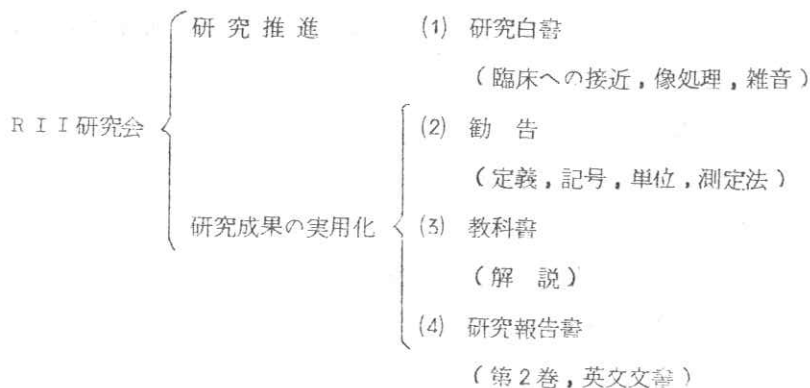 研究推進 (1) 研究白書
(臨床への接近，像処理，雑音)
RII研究会 (2) 勧告
(定義，記号，単位，測定法)
研究成果の実用化 (3) 教科書
(解説)
(4) 研究報告書
(第2巻，英文文書)